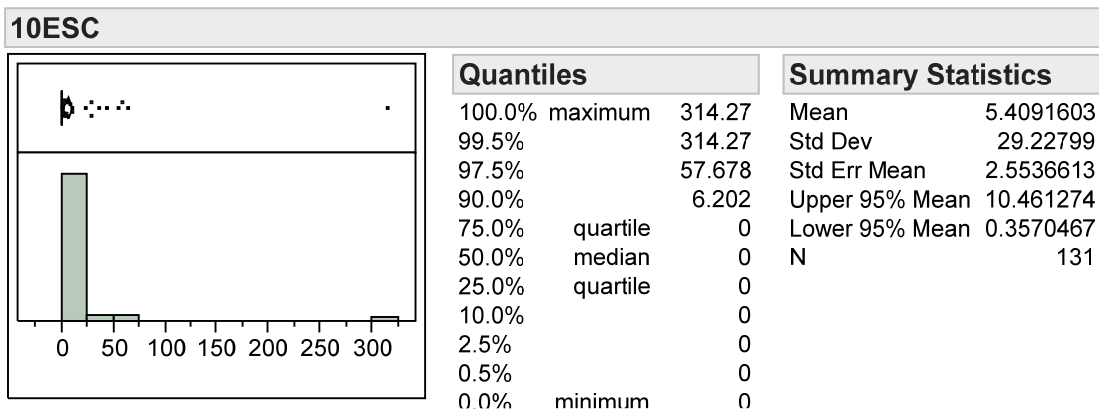 10ESC
0 50 100 150 200 250 300
Quantiles
100.0% maximum 314.27
99.5% 314.27
97.5% 57.678
90.0% 6.202
75.0% quartile 0
50.0% median 0
25.0% quartile 0
10.0% 0
2.5% 0
0.5% 0
0.0% minimum 0
Summary Statistics
Mean 5.4091603
Std Dev 29.22799
Std Err Mean 2.5536613
Upper 95% Mean 10.461274
Lower 95% Mean 0.3570467
N 131